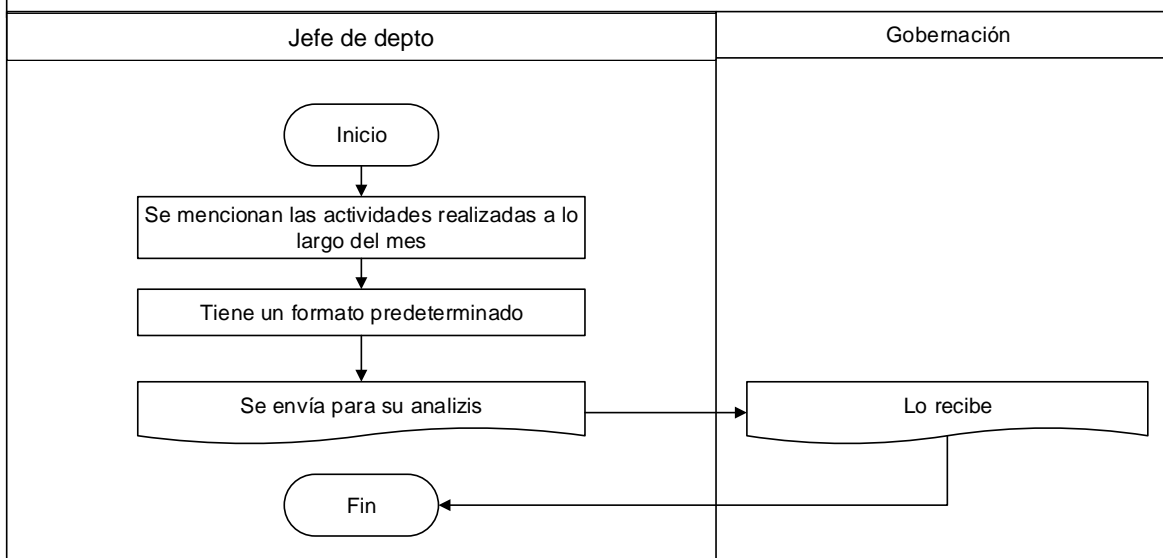 Jefe de depto
Gobernación
Inicio
Se mencionan las actividades realizadas a lo
largo del mes
Tiene un formato predeterminado
Se envía para su analizis
Lo recibe
Fin